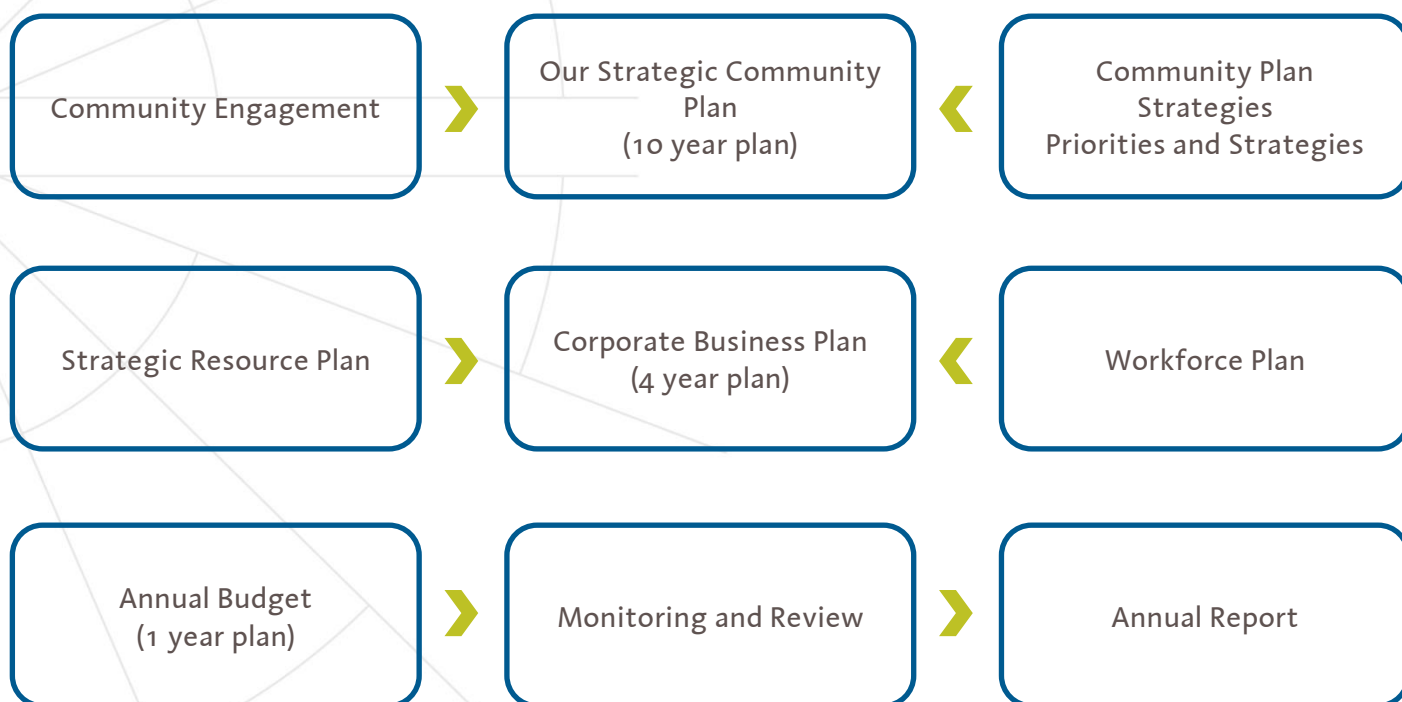 Community Engagement
Our Strategic Community
Plan
(10 year plan)
Community Plan
Strategies
Priorities and Strategies
Strategic Resource Plan
Corporate Business Plan
(4 year plan)
Workforce Plan
Annual Budget
(1 year plan)
Monitoring and Review
Annual Report